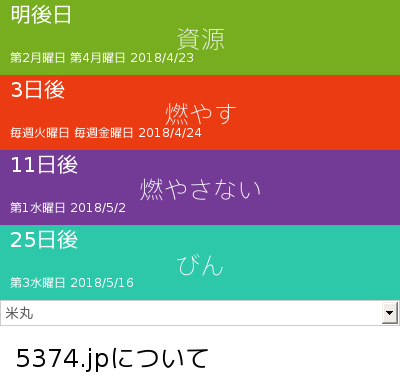 明後日
資源
第2月曜日 第4月曜日 2018/4/23
3日後
燃やす
毎週火曜日 毎週金曜日 2018/4/24
11日後
燃やさない
第1水曜日 2018/5/2
25日後
びん
第3水曜日 2018/5/16
米丸
5374.jpについて